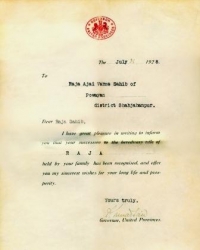 The July 192
To
Raja Ajai Varma Sahib of
Powayan
district Shahjahanpur.
Dear Raja Sahib,
I have great pleasure in writing to inform
you that your succession to the hereditary title of
R A J A
held by your family has been recognised, and offer
you my sincerest wishes for your long life and pros-
perity.
Yours truly,
Governor, United Provinces.